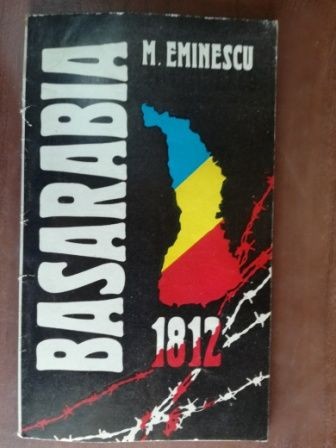 M. EMINESCU
BASARABIA
1812